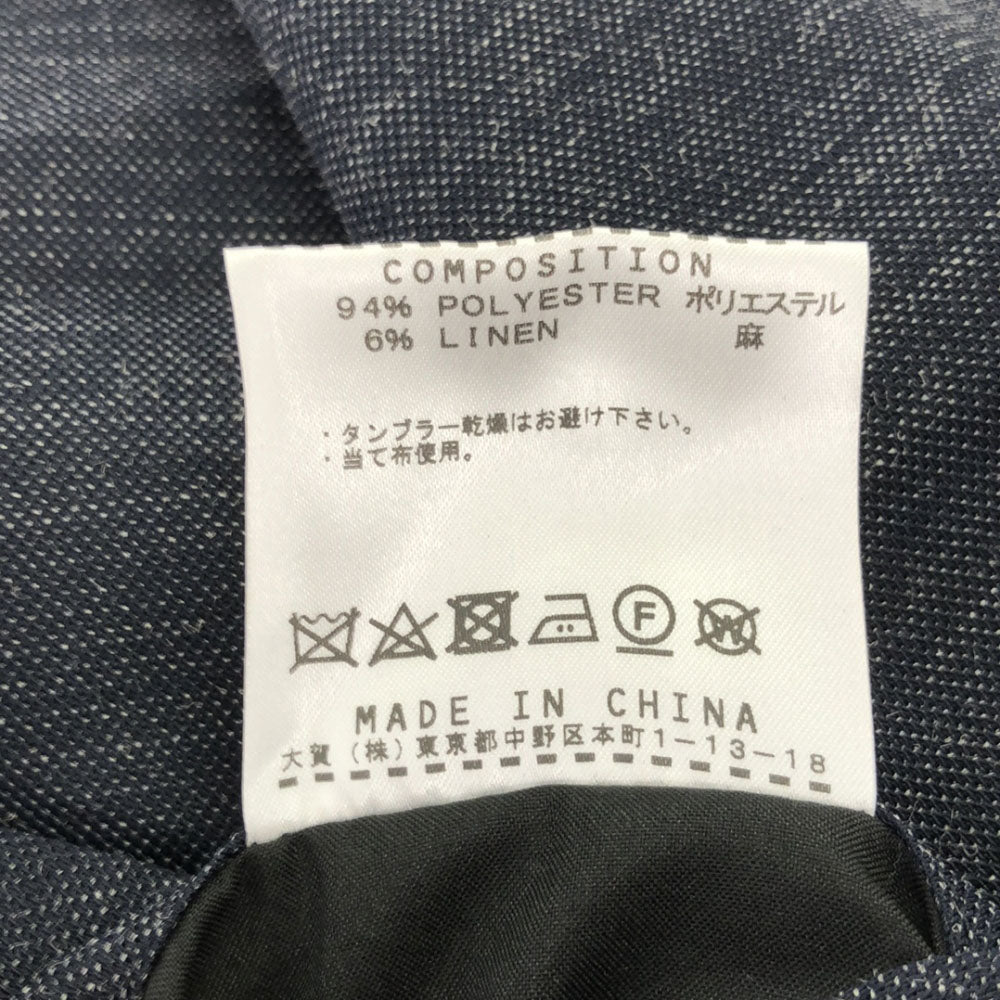 COMPOSITION
94% POLYESTER ポリエステル
6% LINEN 麻
・タンブラー乾燥はお避け下さい。
・当て布使用。
F W
MADE IN CHINA
大賀(株)東京都中野区本町1-13-18